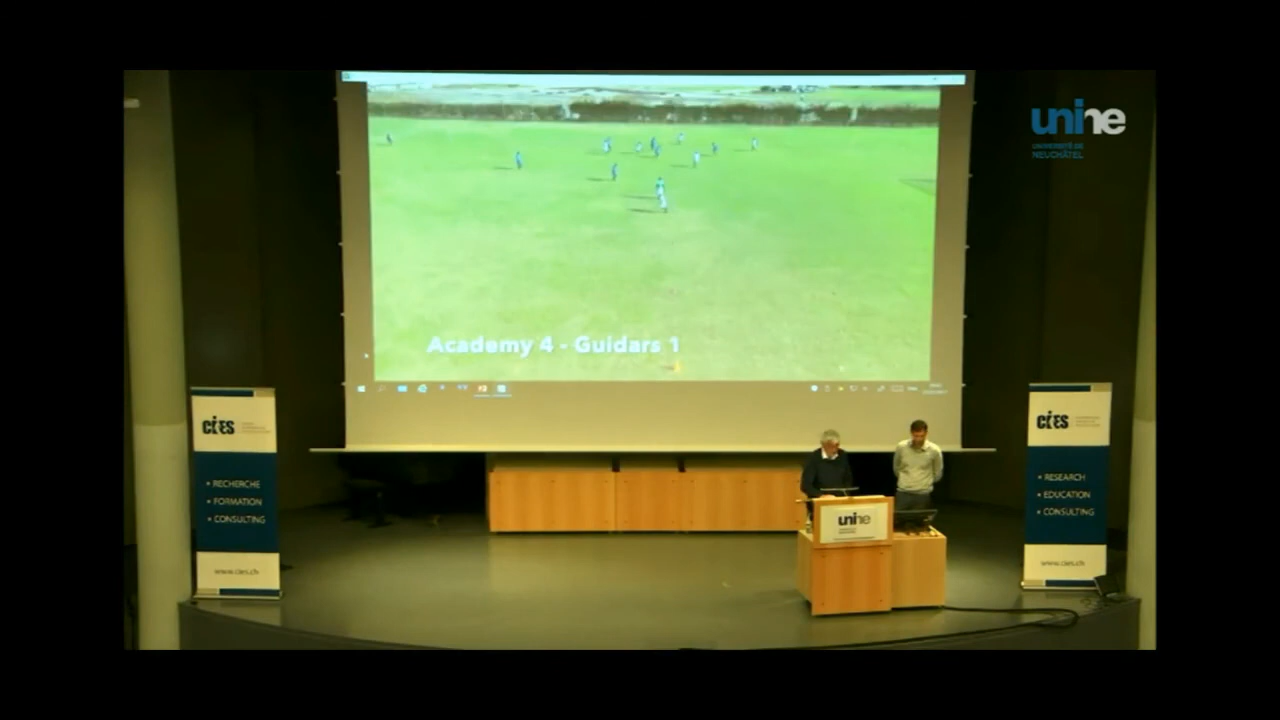 unine
UNIVERSITÉ DE
NEUCHÂTEL
Academy 4 - Guidars 1
CIES
• RECHERCHE
• FORMATION
• CONSULTING
www.cies.ch
unine
CIES
• RESEARCH
• EDUCATION
• CONSULTING
www.cies.ch